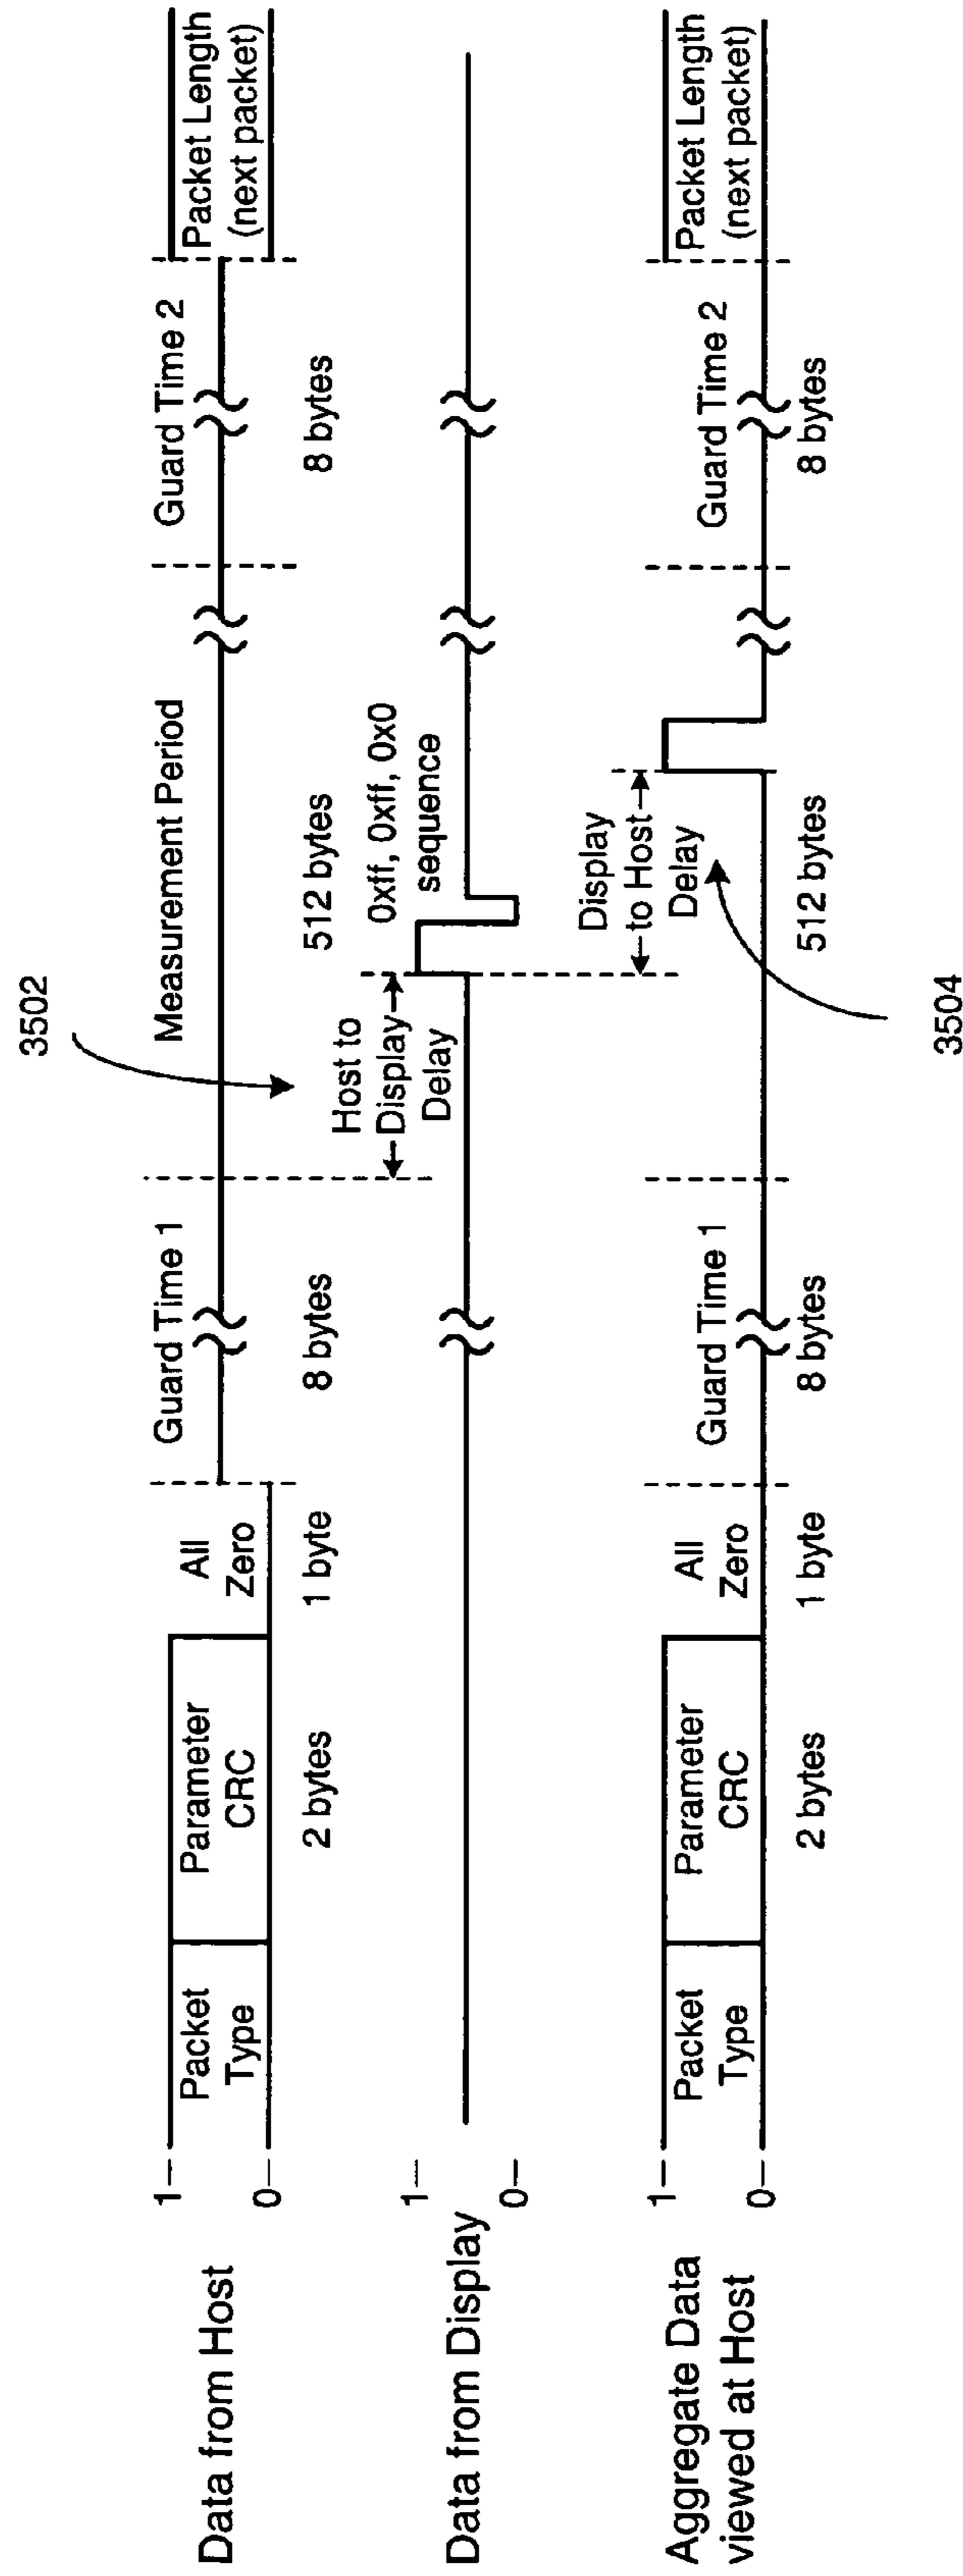 3502
Data from Host
1
0
Packet
Type
Parameter
CRC
2 bytes
All
Zero
1 byte
Guard Time 1
8 bytes
Measurement Period
512 bytes
Guard Time 2
8 bytes
Packet Length
(next packet)
Data from Display
1
0
Host to
Display
Delay
0xff, 0xff, 0x0
sequence
Display
to Host
Delay
Aggregate Data
viewed at Host
1
0
Packet
Type
Parameter
CRC
2 bytes
All
Zero
1 byte
Guard Time 1
8 bytes
512 bytes
Guard Time 2
8 bytes
Packet Length
(next packet)
3504